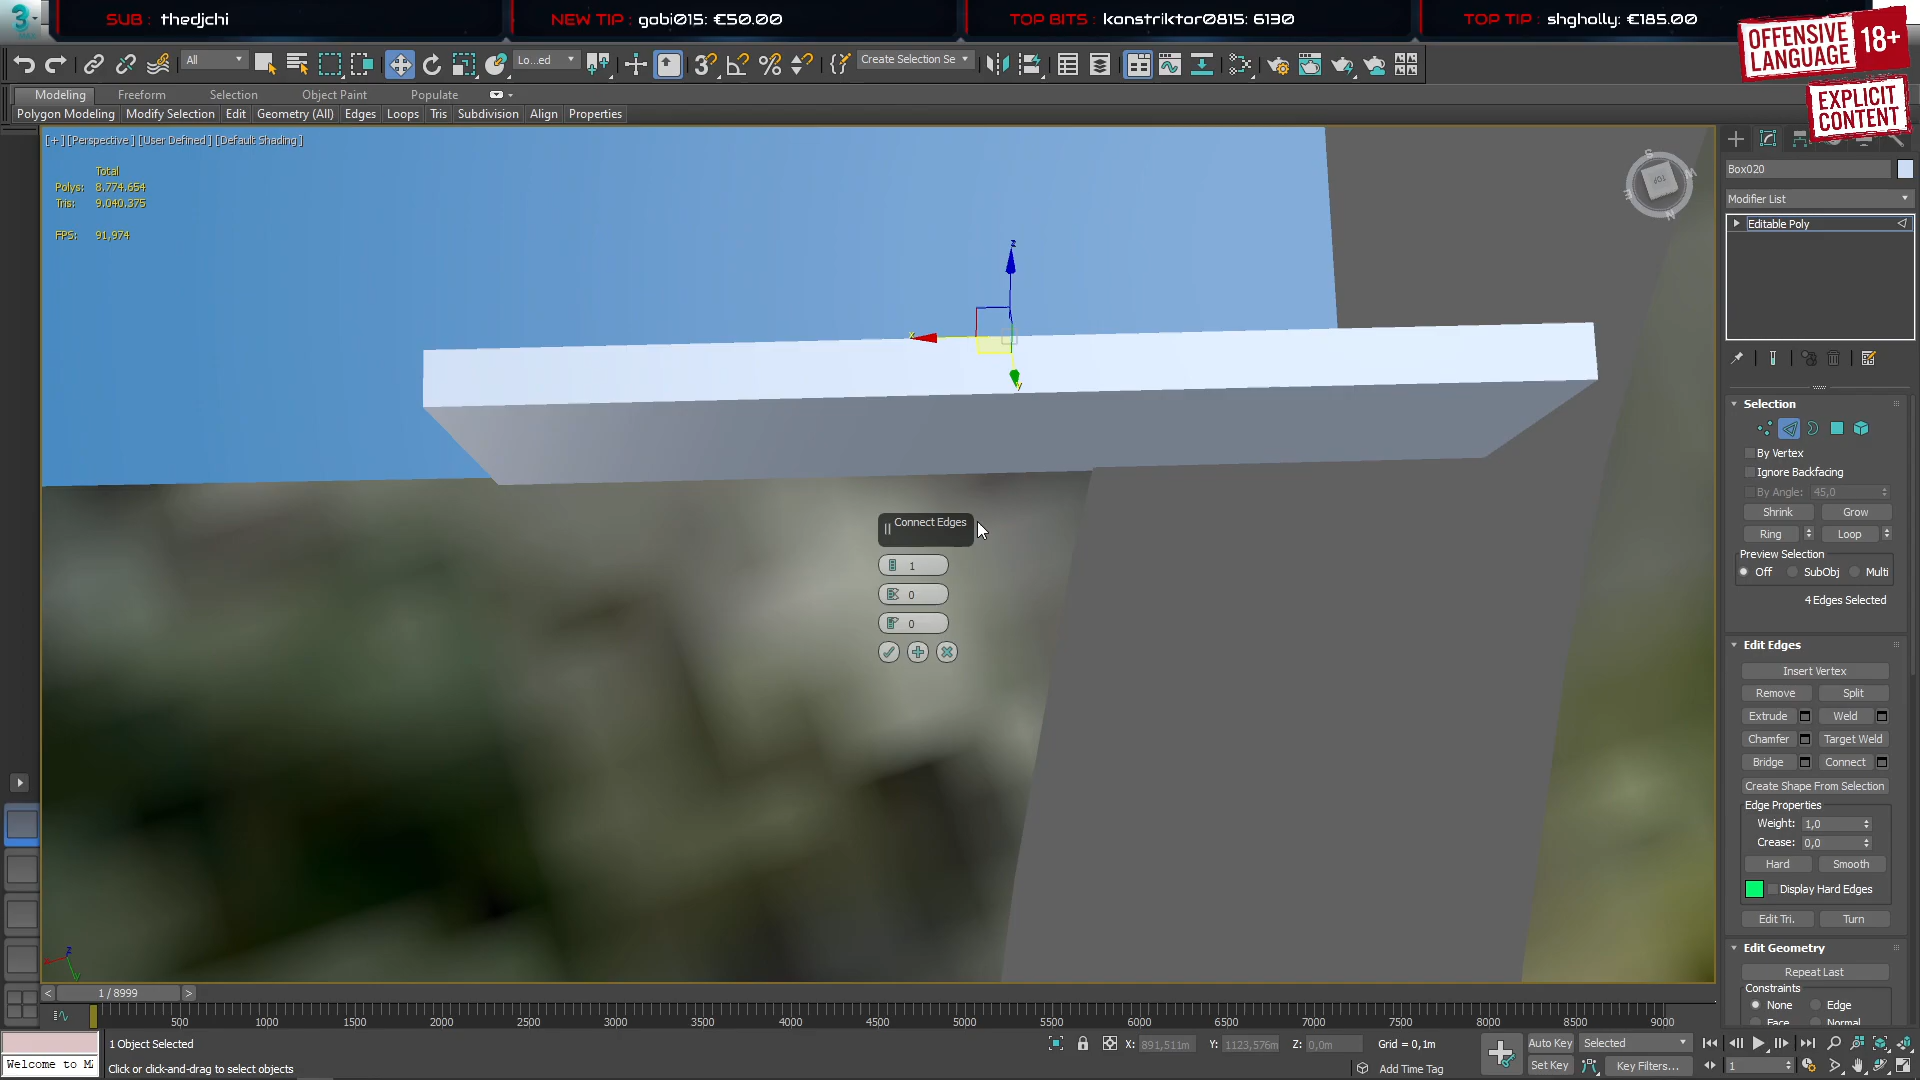 SUB : thedjchi
NEW TIP : gabi015: €50.00
TOP BITS : konstriktor0815: 6130
TOP TIP : shgholly: €185.00
OFFENSIVE LANGUAGE 18+
EXPLICIT CONTENT
3
MAX
All
Lo...ed
Create Selection Se
Modeling
Freeform
Selection
Object Paint
Populate
Polygon Modeling
Modify Selection
Edit
Geometry (All)
Edges
Loops
Tris
Subdivision
Align
Properties
[+] [Perspective] [User Defined] [Default Shading]
Total
Polys: 8.774.654
Tris: 9.040.375
FPS: 91,974
TOP
S
W
N
E
z
x
y
Connect Edges
1
0
0
Box020
Modifier List
Editable Poly
Selection
By Vertex
Ignore Backfacing
By Angle: 45,0
Shrink
Grow
Ring
Loop
Preview Selection
Off
SubObj
Multi
4 Edges Selected
Edit Edges
Insert Vertex
Remove
Split
Extrude
Weld
Chamfer
Target Weld
Bridge
Connect
Create Shape From Selection
Edge Properties
Weight: 1,0
Crease: 0,0
Hard
Smooth
Display Hard Edges
Edit Tri.
Turn
Edit Geometry
Repeat Last
Constraints
None
Edge
Face
Normal
z
y
< 1 / 8999 >
500 1000 1500 2000 2500 3000 3500 4000 4500 5000 5500 6000 6500 7000 7500 8000 8500 9000
1 Object Selected
X: 891,511m
Y: 1123,576m
Z: 0,0m
Grid = 0,1m
Auto Key
Selected
Welcome to M
Click or click-and-drag to select objects
Add Time Tag
Set Key
Key Filters...
1